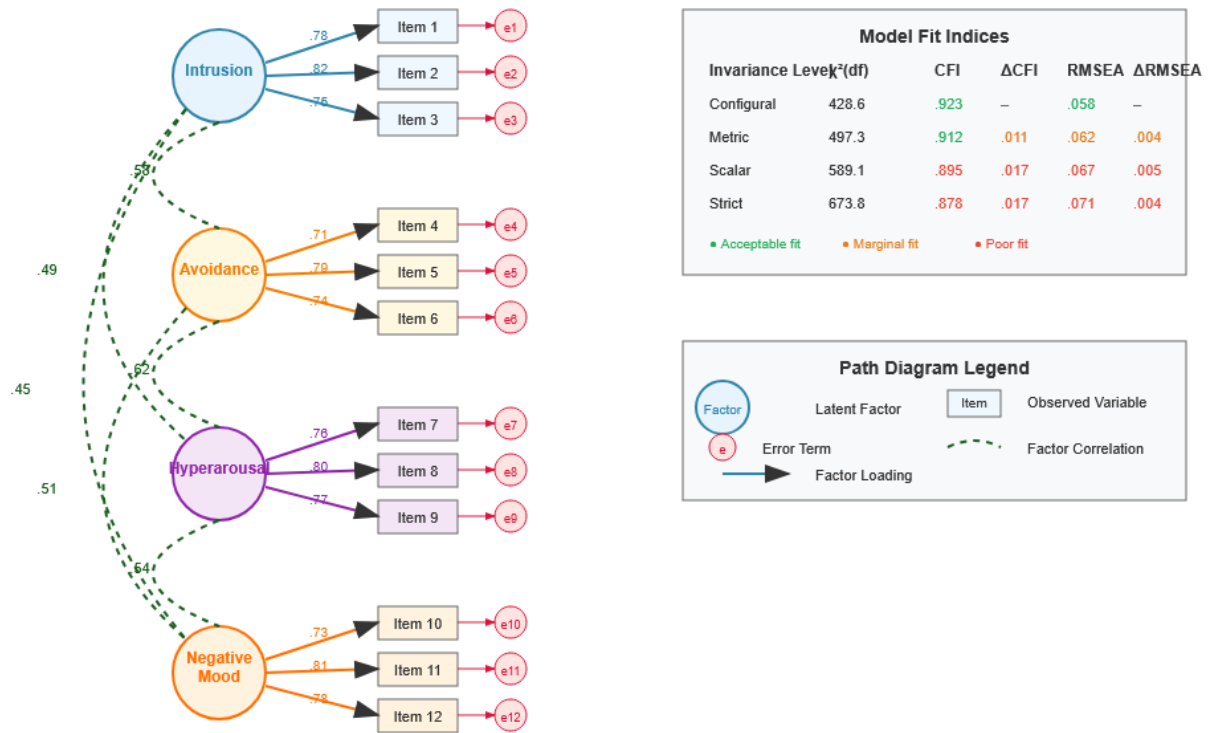 Intrusion
.78
.82
.75
Item 1
Item 2
Item 3
e1
e2
e3
.58
.49
Avoidance
.71
.79
.74
Item 4
Item 5
Item 6
e4
e5
e6
.62
.45
Hyperarousal
.76
.80
.77
Item 7
Item 8
Item 9
e7
e8
e9
.51
.54
Negative
Mood
.73
.81
.78
Item 10
Item 11
Item 12
e10
e11
e12
Model Fit Indices
Invariance Level χ²(df) CFI ΔCFI RMSEA ΔRMSEA
Configural 428.6 .923 – .058 –
Metric 497.3 .912 .011 .062 .004
Scalar 589.1 .895 .017 .067 .005
Strict 673.8 .878 .017 .071 .004
● Acceptable fit ● Marginal fit ● Poor fit
Path Diagram Legend
Factor Latent Factor Item Observed Variable
e Error Term Factor Correlation
Factor Loading